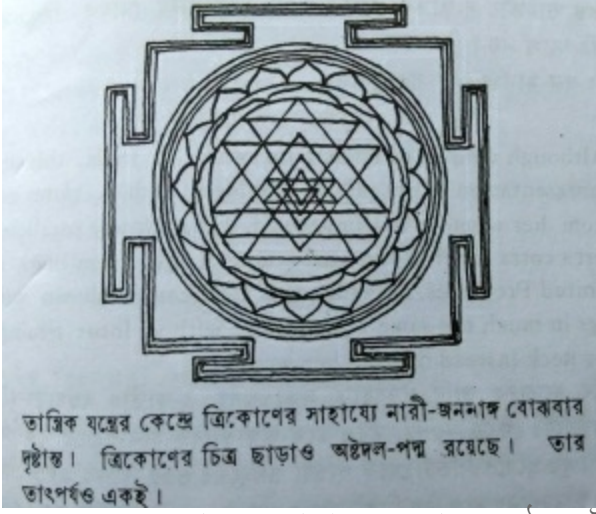 তান্ত্রিক যন্ত্রের কেন্দ্রে ত্রিকোণের সাহায্যে নারী-জননাঙ্গ বোঝবার
দৃষ্টান্ত। ত্রিকোণের চিত্র ছাড়াও অষ্টদল-পদ্ম রয়েছে। তার
তাৎপর্যও একই।